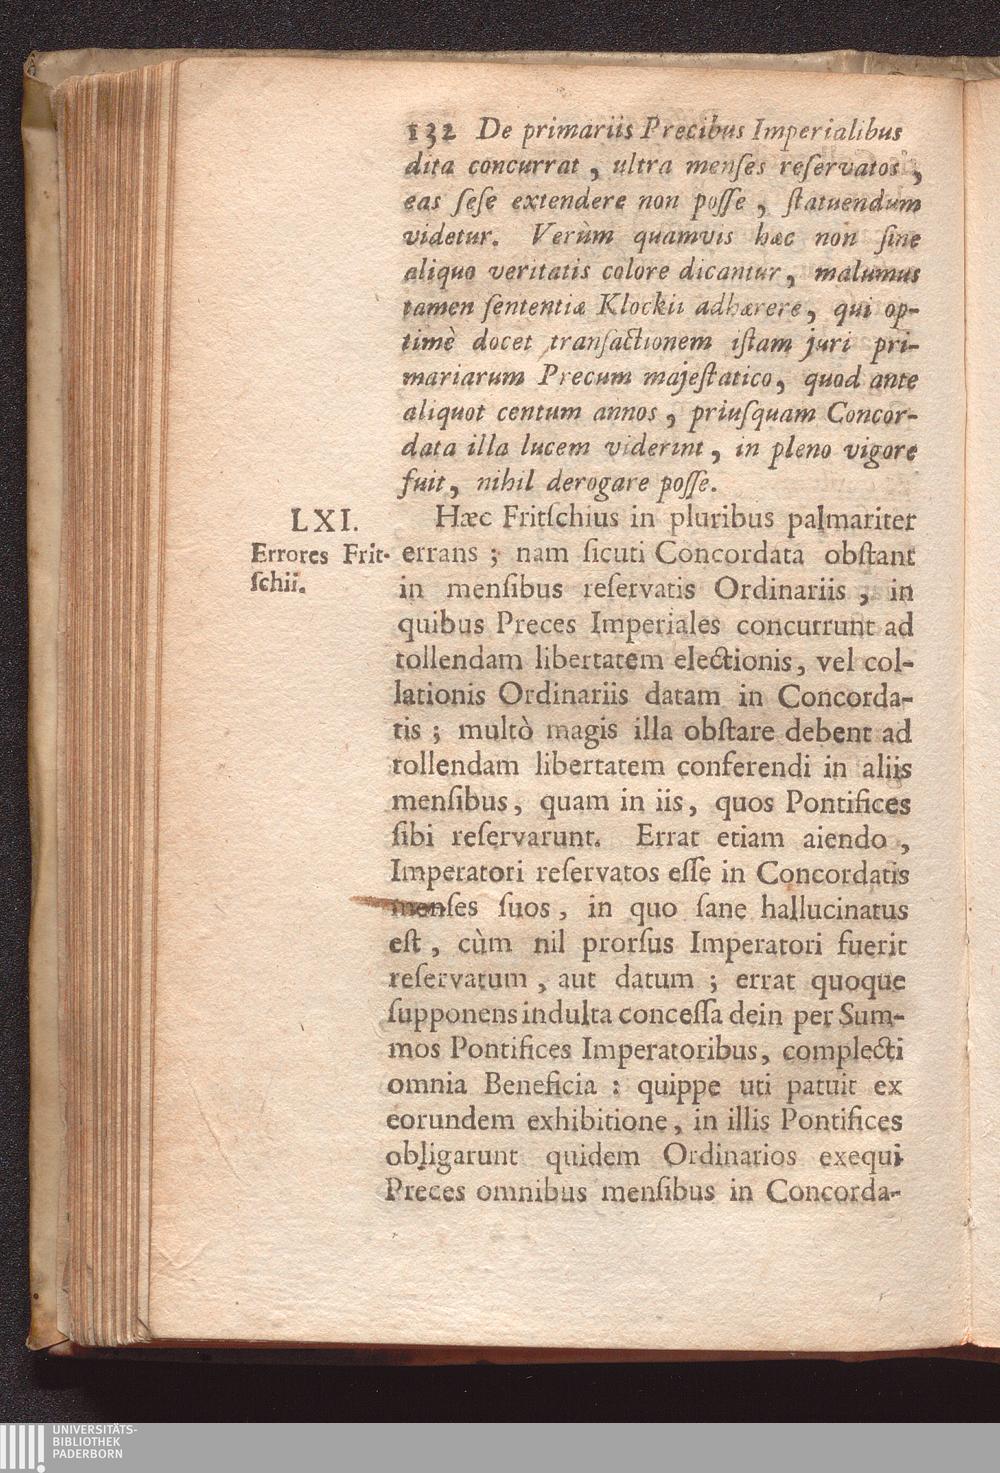 132 De primariis Precibus Imperialibus
dita concurrat, ultra menſes reſervatos,
eas ſeſe extendere non poſſe, ſtatuendum
videtur. Verum quamvis hæc non ſine
aliquo veritatis colore dicantur, malumus
tamen ſententiæ Klockii adhærere, qui op-
timè docet tranſactionem iſtam juri pri-
mariarum Precum majeſtatico, quod ante
aliquot centum annos, priuſquam Concor-
data illa lucem viderint, in pleno vigore
fuit, nihil derogare poſſe.
LXI.
Errores Frit-
ſchii.
Hæc Fritſchius in pluribus palmariter
errans; nam ſicuti Concordata obſtant
in menſibus reſervatis Ordinariis, in
quibus Preces Imperiales concurrunt ad
tollendam libertatem electionis, vel col-
lationis Ordinariis datam in Concorda-
tis; multò magis illa obſtare debent ad
tollendam libertatem conferendi in aliis
menſibus, quam in iis, quos Pontifices
ſibi reſervarunt. Errat etiam aiendo,
Imperatori reſervatos eſſe in Concordatis
menſes ſuos, in quo ſane hallucinatus
eſt, cùm nil prorſus Imperatori fuerit
reſervatum, aut datum; errat quoque
ſupponens indulta conceſſa dein per Sum-
mos Pontifices Imperatoribus, complecti
omnia Beneficia: quippe uti patuit ex
eorundem exhibitione, in illis Pontifices
obligarunt quidem Ordinarios exequi
Preces omnibus menſibus in Concorda-
UNIVERSITÄTS-
BIBLIOTHEK
PADERBORN